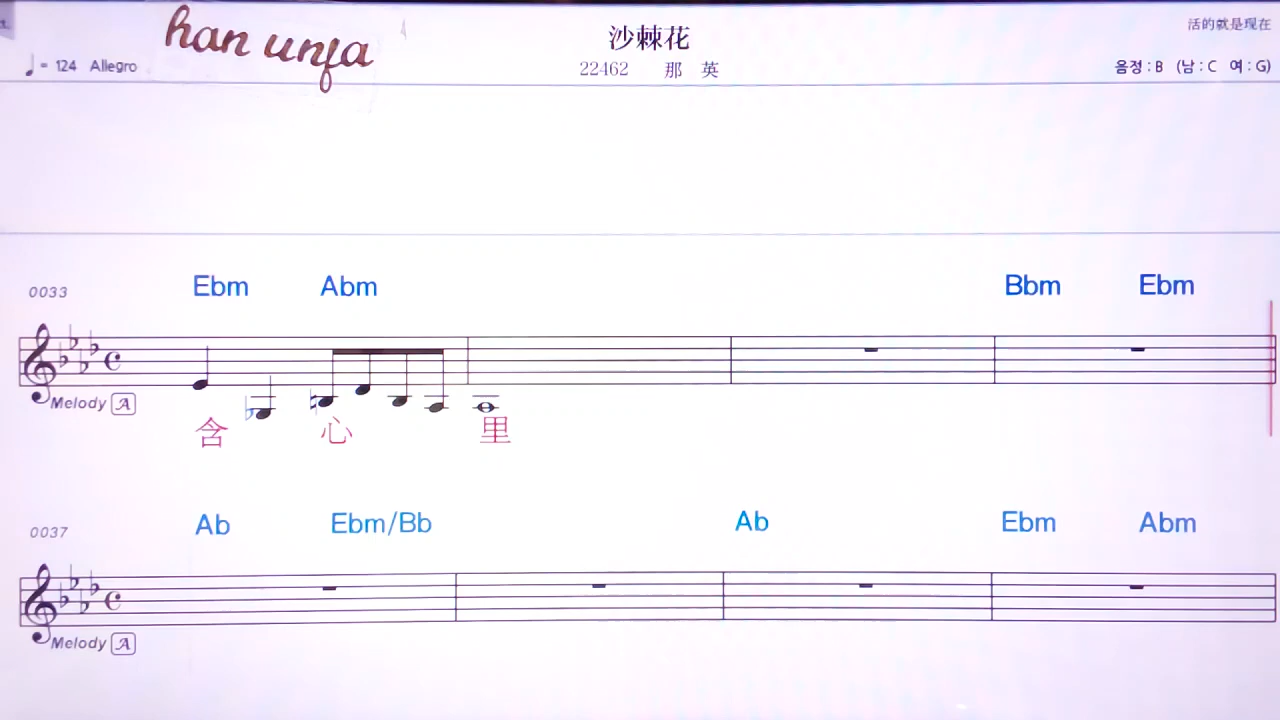 han unfa
沙棘花
活的就是现在
♩= 124 Allegro
22462 那 英
음정 : B (남 : C 여 : G)
0033
Ebm Abm Bbm Ebm
Melody A
含 心 里
0037
Ab Ebm/Bb Ab Ebm Abm
Melody A